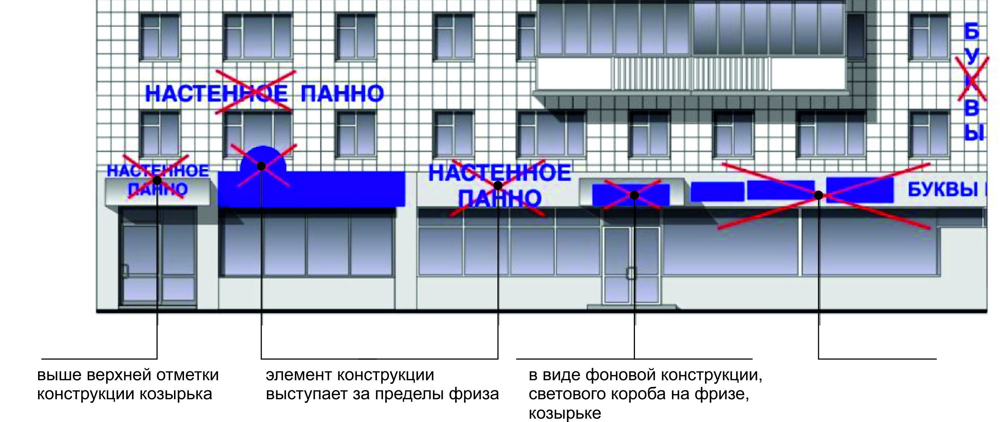 Б
У
В
Ы
НАСТЕННОЕ ПАННО
НАСТЕННОЕ
ПАННО
НАСТЕННОЕ
ПАННО
БУКВЫ
выше верхней отметки
конструкции козырька
элемент конструкции
выступает за пределы фриза
в виде фоновой конструкции,
светового короба на фризе,
козырьке